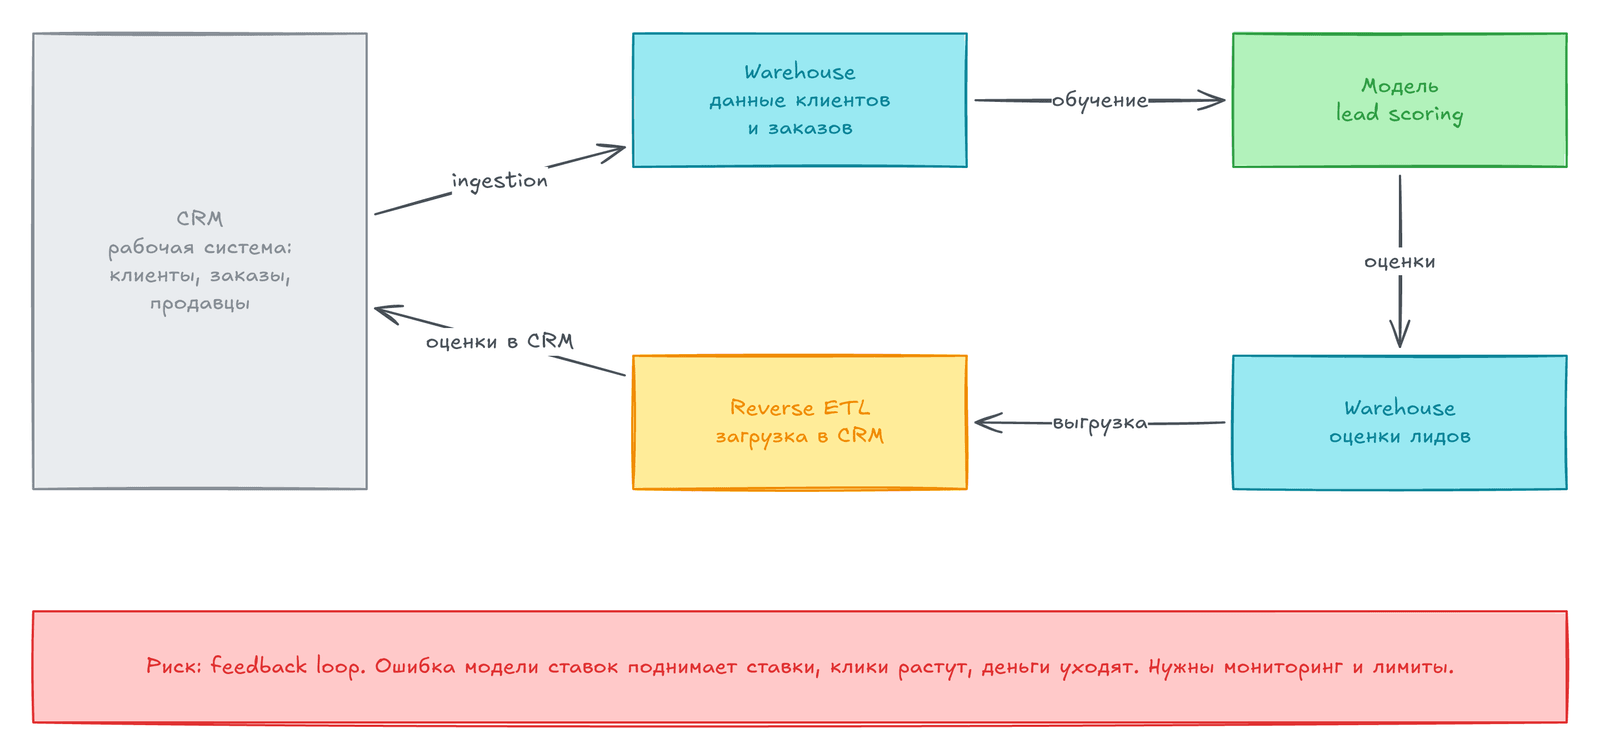 CRM
рабочая система:
клиенты, заказы,
продавцы
ingestion
Warehouse
данные клиентов
и заказов
обучение
Модель
lead scoring
оценки
Warehouse
оценки лидов
выгрузка
Reverse ETL
загрузка в CRM
оценки в CRM
Риск: feedback loop. Ошибка модели ставок поднимает ставки, клики растут, деньги уходят. Нужны мониторинг и лимиты.